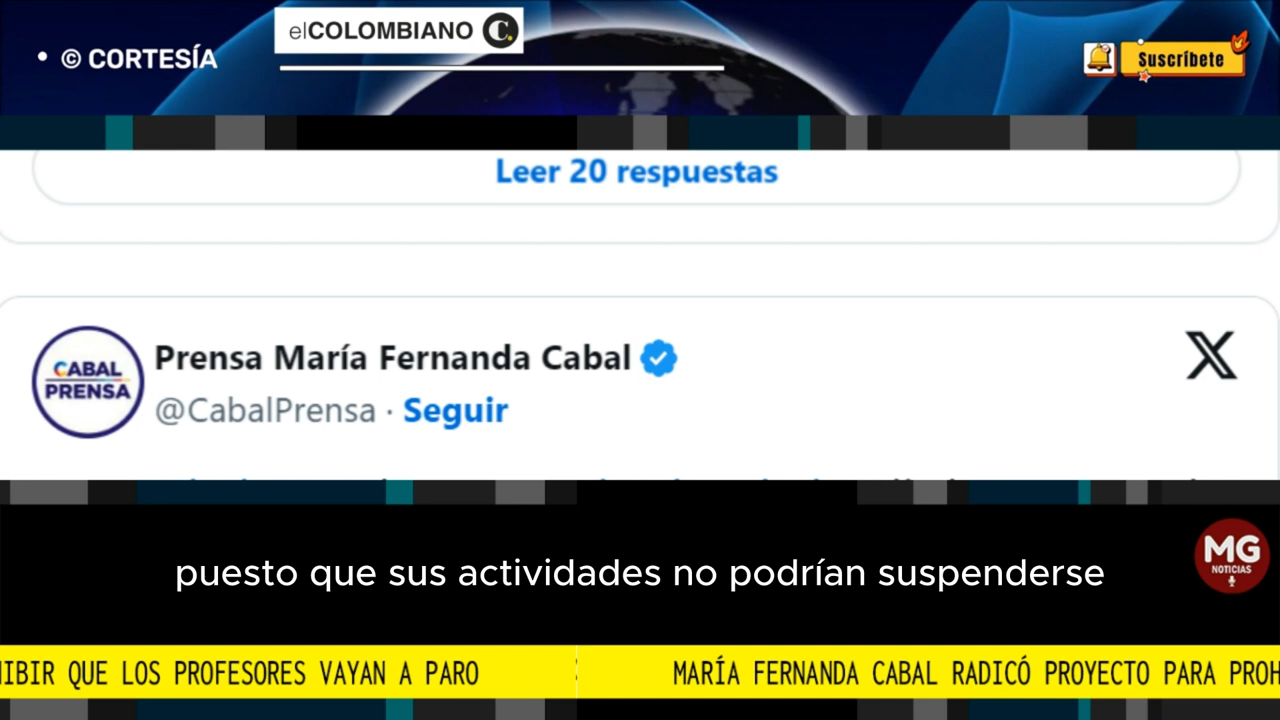 elCOLOMBIANO C.
• © CORTESÍA
Suscríbete
Leer 20 respuestas
CABAL
PRENSA
Prensa María Fernanda Cabal
@CabalPrensa · Seguir
puesto que sus actividades no podrían suspenderse
MG
NOTICIAS
IBIR QUE LOS PROFESORES VAYAN A PARO
MARÍA FERNANDA CABAL RADICÓ PROYECTO PARA PROH